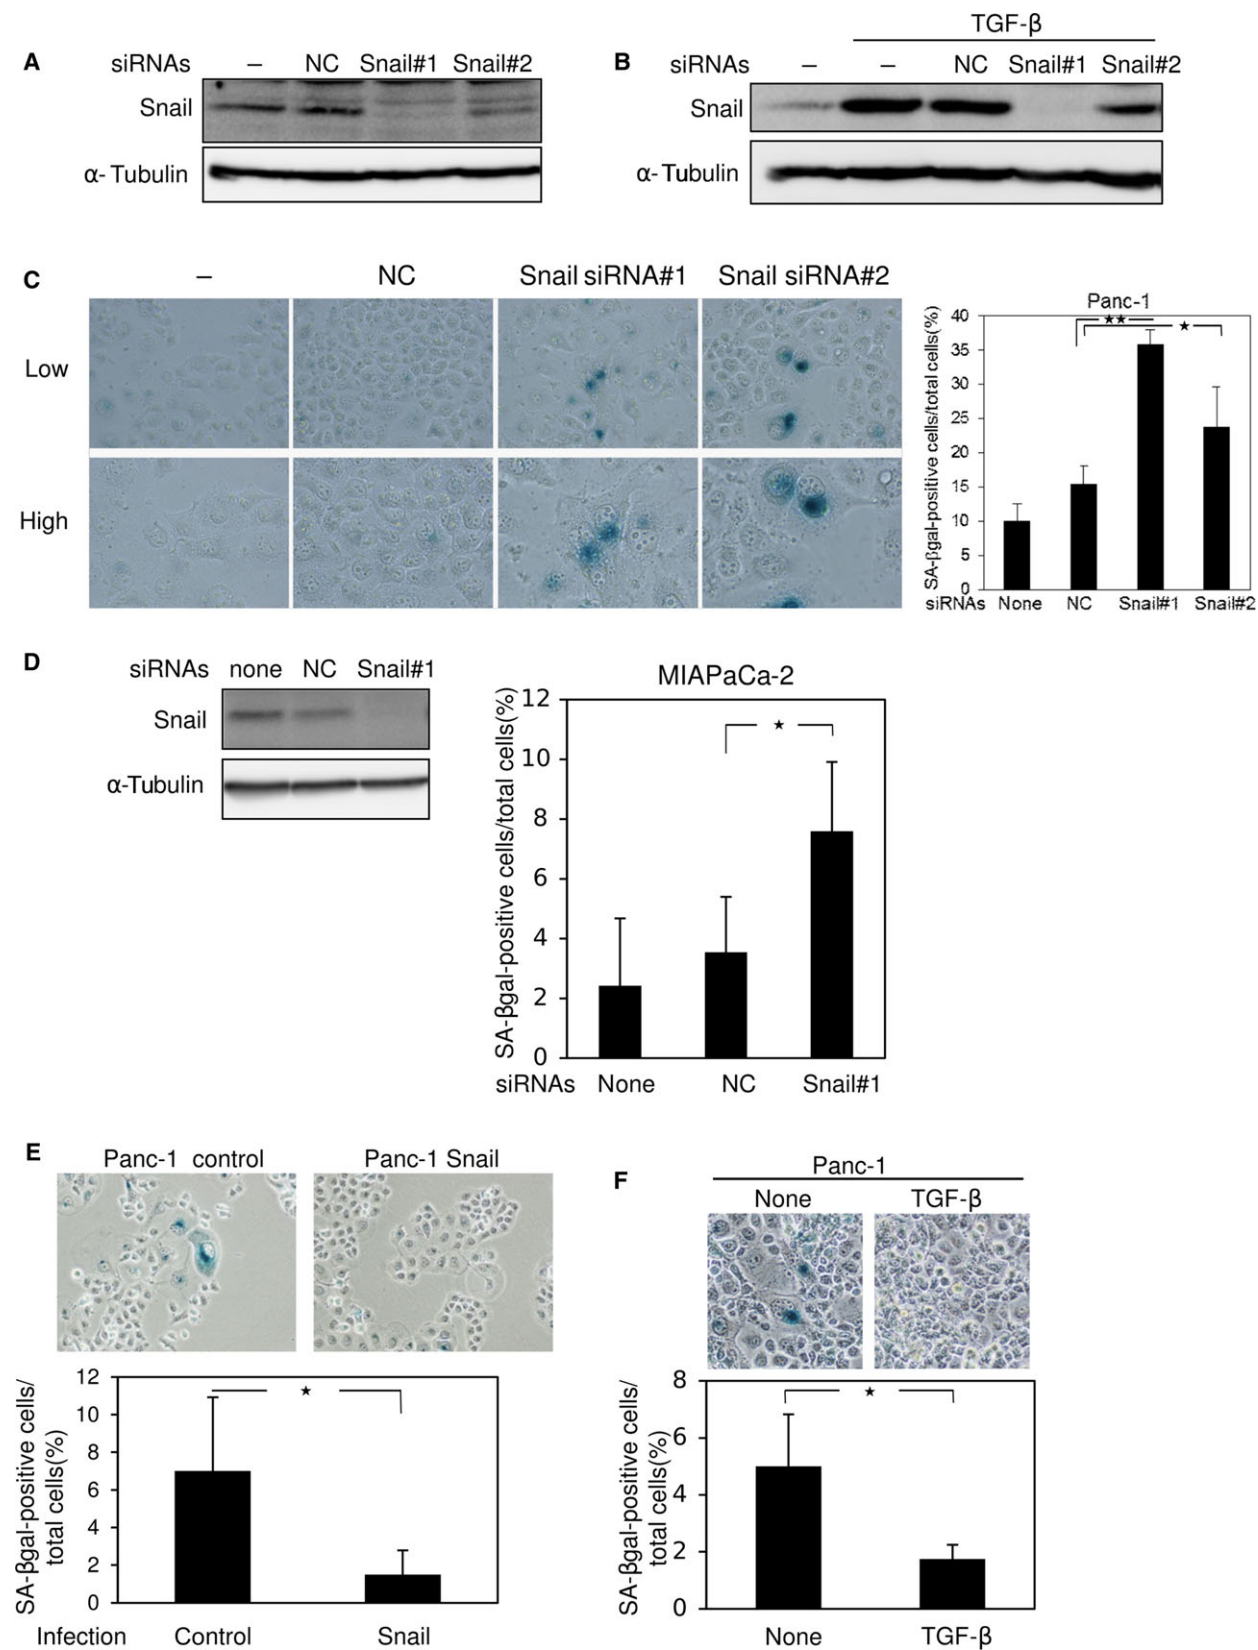 A
siRNAs – NC Snail#1 Snail#2
Snail
α- Tubulin
B
TGF-β
siRNAs – – NC Snail#1 Snail#2
Snail
α- Tubulin
C
– NC Snail siRNA#1 Snail siRNA#2
Low
High
Panc-1
SA-βgal-positive cells/total cells(%)
40
35
30
25
20
15
10
5
0
★★
★
siRNAs None NC Snail#1 Snail#2
D
siRNAs none NC Snail#1
Snail
α-Tubulin
MIAPaCa-2
SA-βgal-positive cells/total cells(%)
12
10
8
6
4
2
0
★
siRNAs None NC Snail#1
E
Panc-1 control Panc-1 Snail
SA-βgal-positive cells/
total cells(%)
12
10
8
6
4
2
0
★
Infection Control Snail
F
Panc-1
None TGF-β
SA-βgal-positive cells/
total cells(%)
8
6
4
2
0
★
None TGF-β